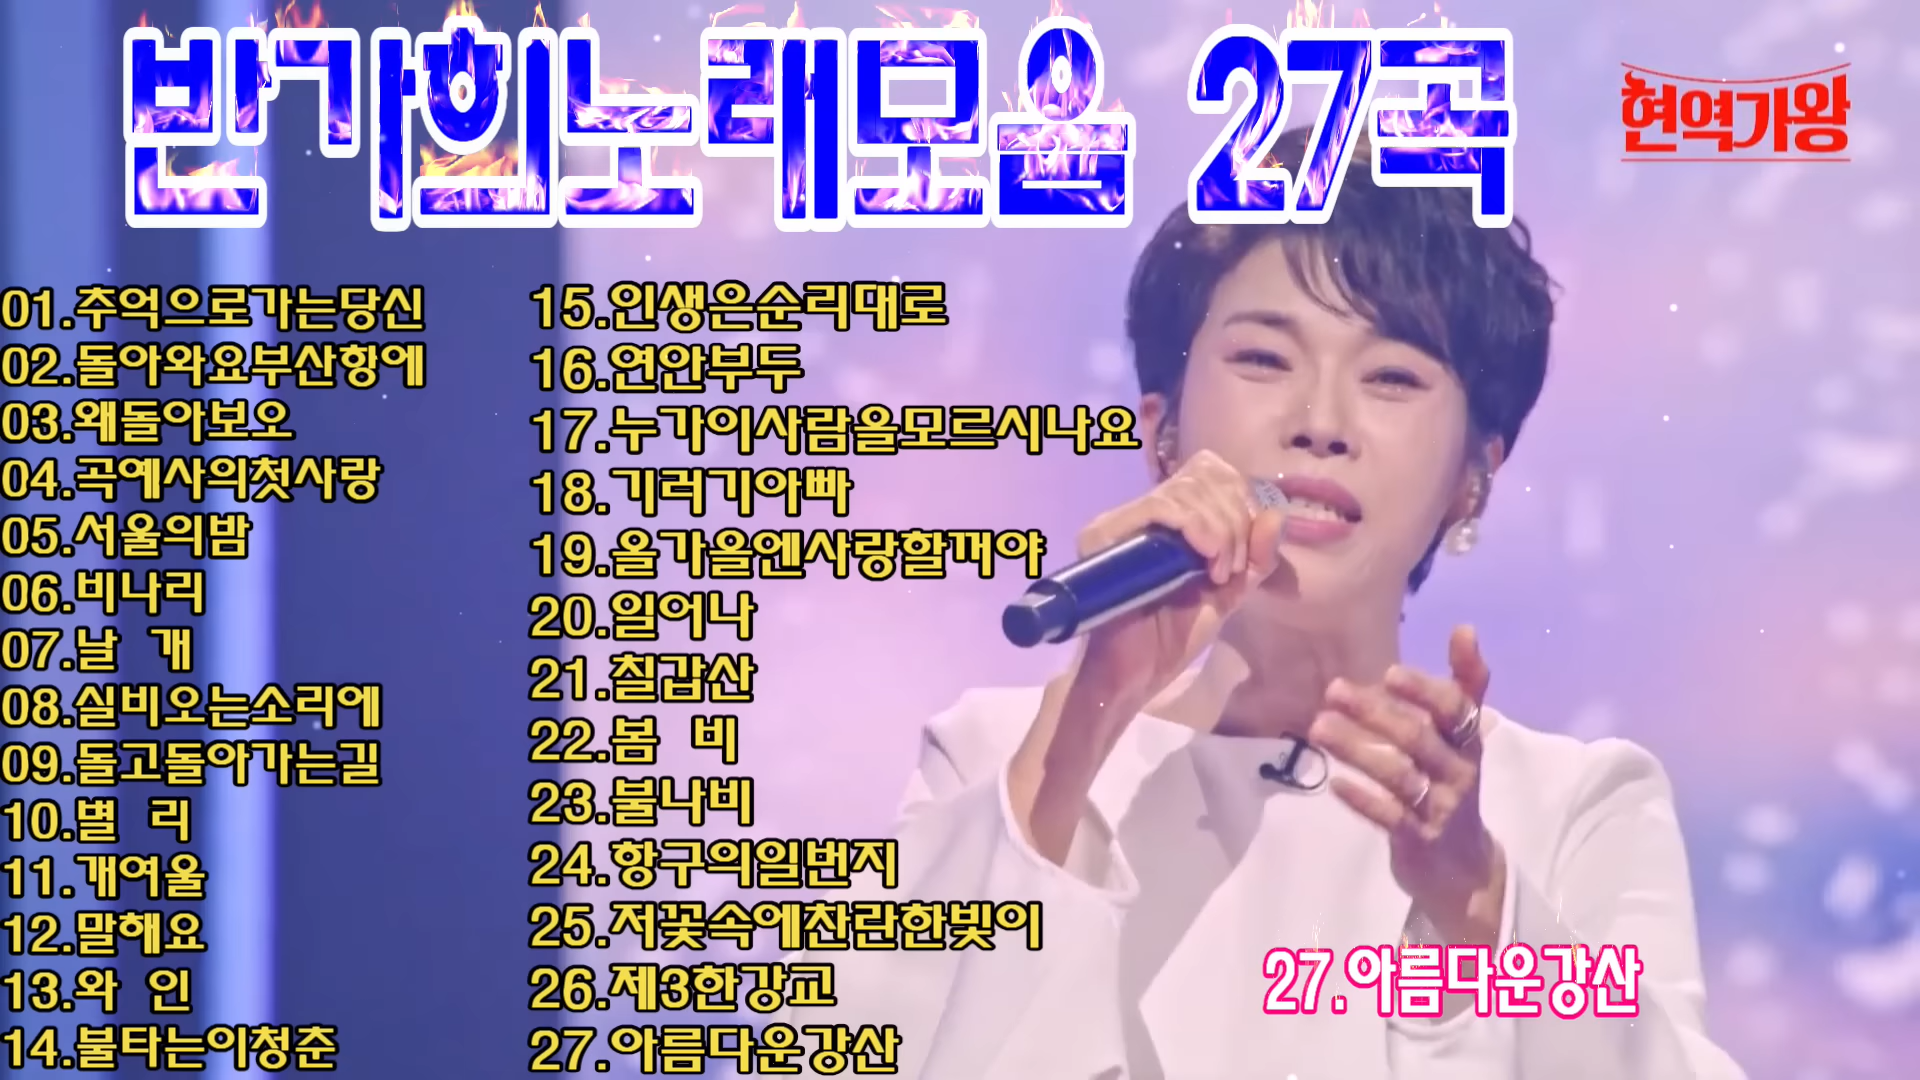 반가희노래모음 27곡
현역가왕
01.추억으로가는당신
02.돌아와요부산항에
03.왜돌아보오
04.곡예사의첫사랑
05.서울의밤
06.비나리
07.날 개
08.실비오는소리에
09.돌고돌아가는길
10.별 리
11.개여울
12.말해요
13.와 인
14.불타는이청춘
15.인생은순리대로
16.연안부두
17.누가이사람을모르시나요
18.기러기아빠
19.올가을엔사랑할꺼야
20.일어나
21.칠갑산
22.봄 비
23.불나비
24.항구의일번지
25.저꽃속에찬란한빛이
26.제3한강교
27.아름다운강산
27.아름다운강산